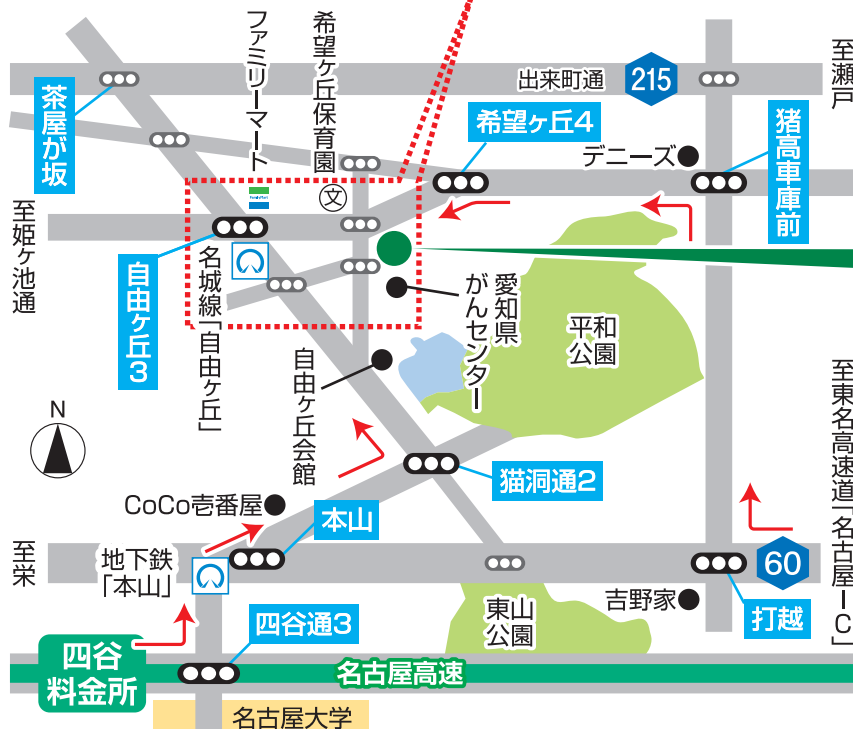 出来町通
215
至瀬戸
ファミリーマート
希望ヶ丘保育園
茶屋が坂
希望ヶ丘4
デニーズ
猪高車庫前
文
FamilyMart
至姫ヶ池通
自由ヶ丘3
名城線「自由ヶ丘」
愛知県
がんセンター
平和
公園
自由ヶ丘会館
至東名高速道「名古屋IC」
N
猫洞通2
CoCo壱番屋
本山
至栄
地下鉄
「本山」
60
打越
吉野家
東山
公園
四谷通3
四谷
料金所
名古屋高速
名古屋大学